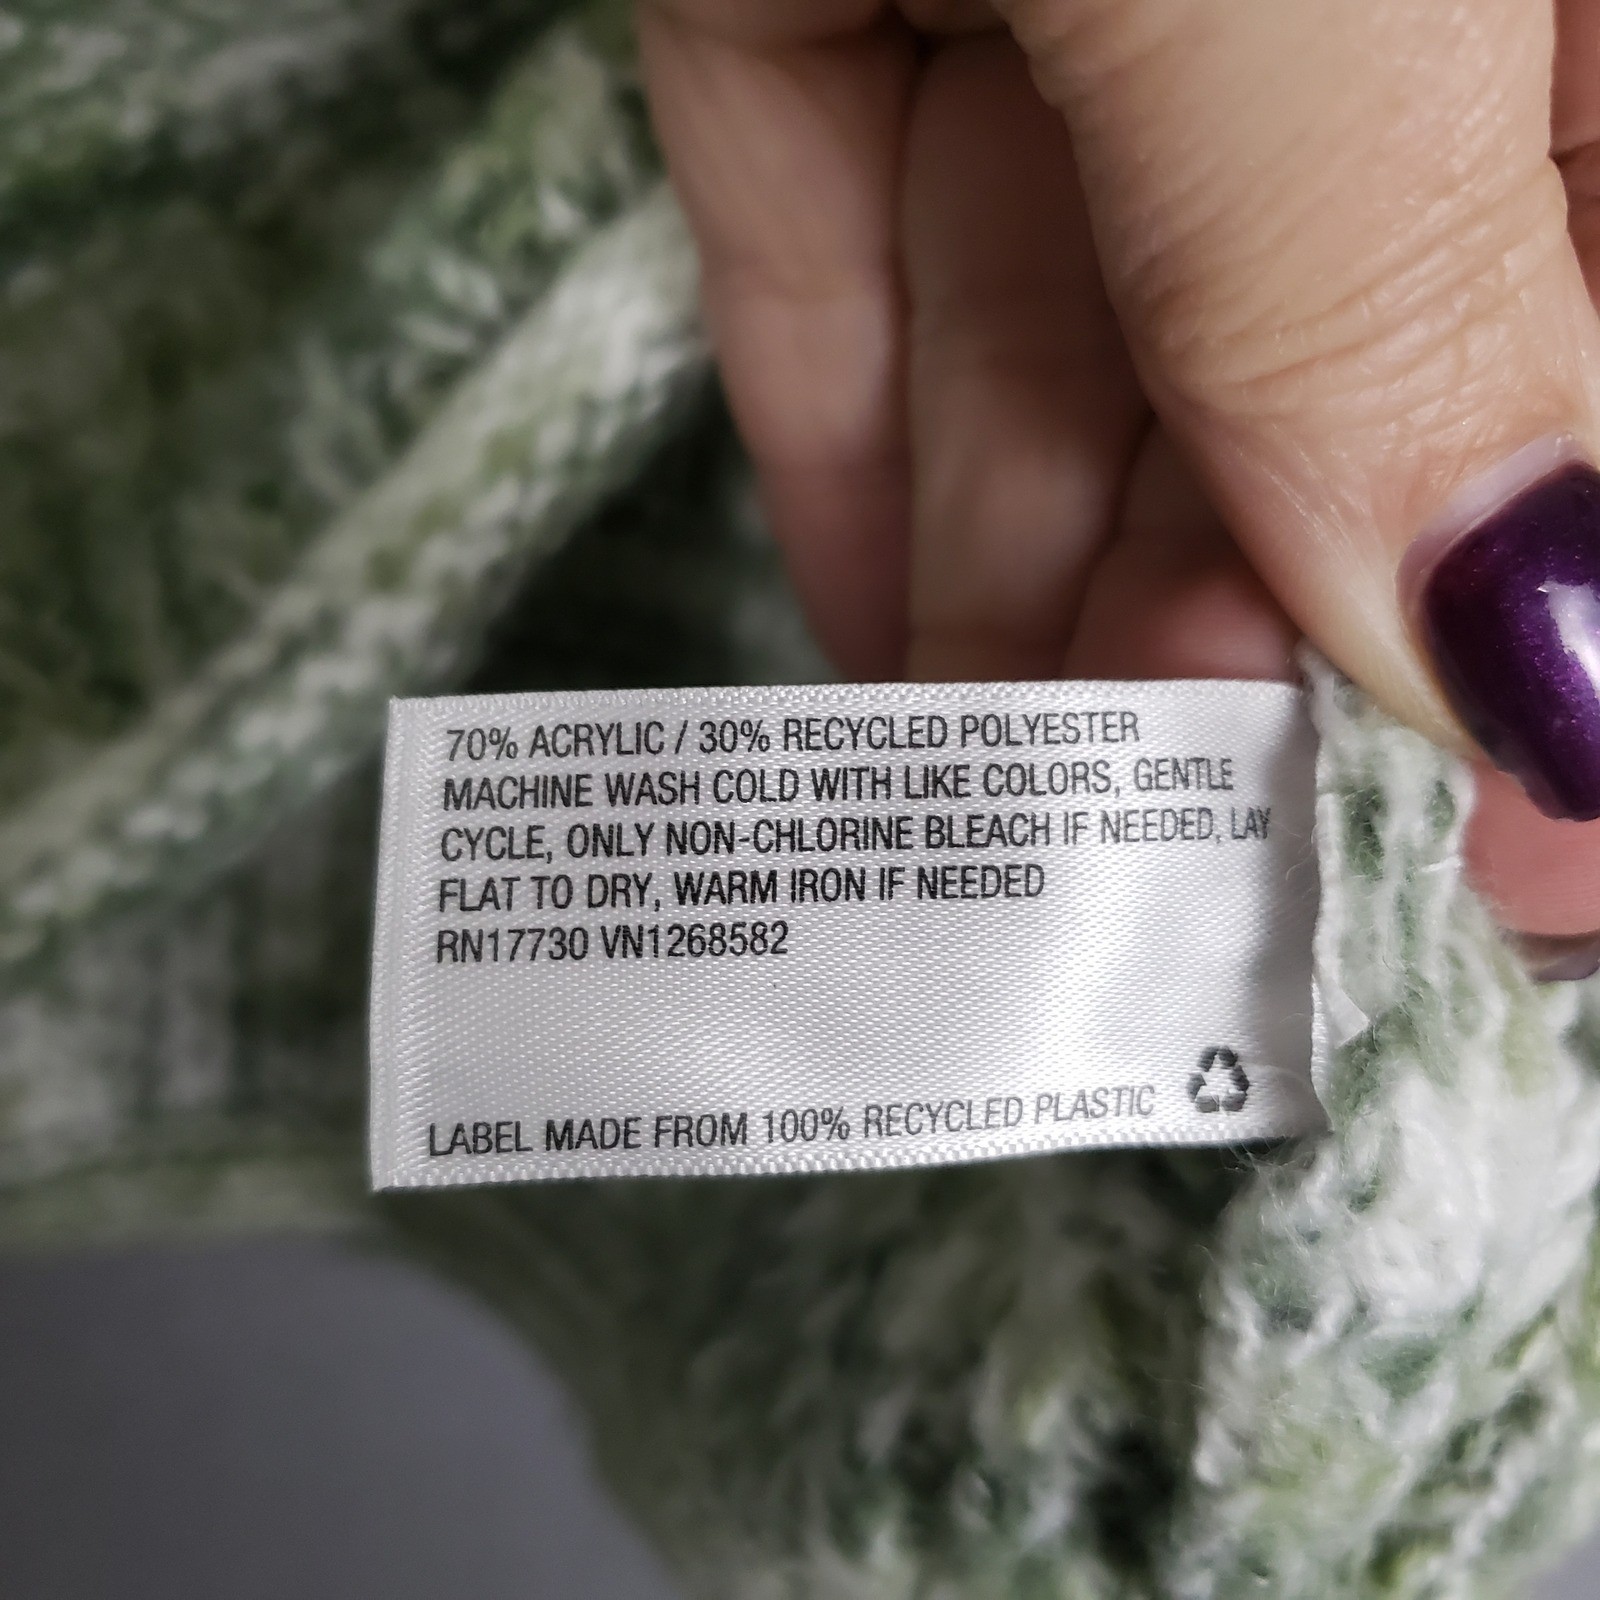 70% ACRYLIC / 30% RECYCLED POLYESTER
MACHINE WASH COLD WITH LIKE COLORS, GENTLE
CYCLE, ONLY NON-CHLORINE BLEACH IF NEEDED, LAY
FLAT TO DRY, WARM IRON IF NEEDED
RN17730 VN1268582
LABEL MADE FROM 100% RECYCLED PLASTIC